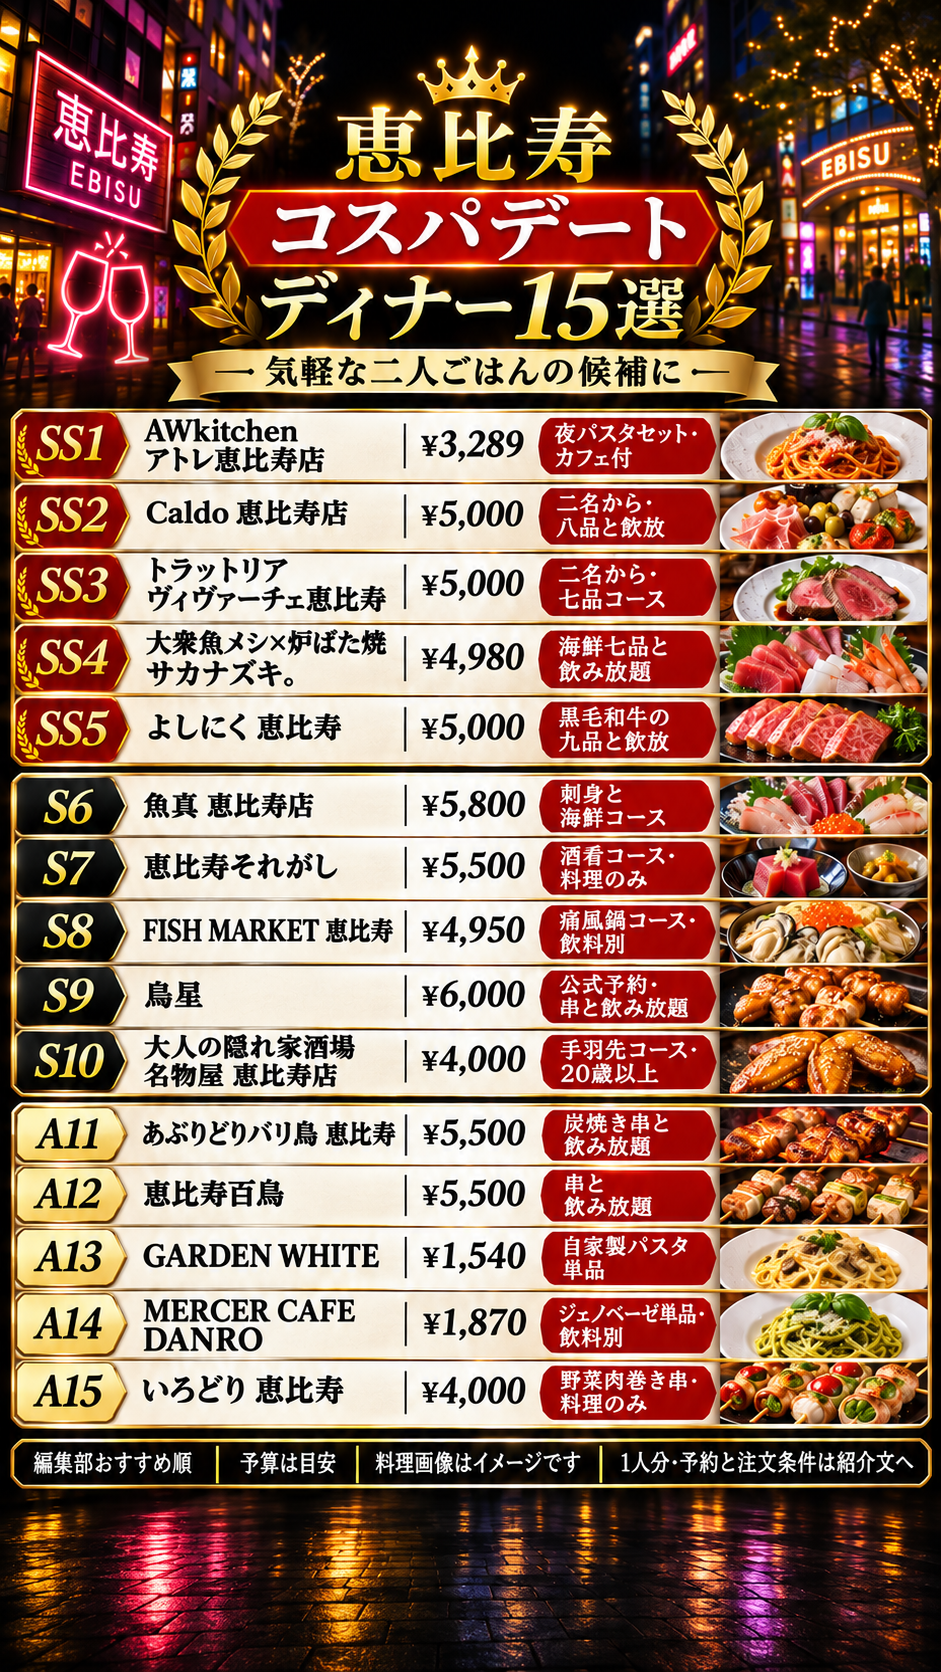 恵比寿
EBISU
EBISU
恵比寿
コスパデート
ディナー15選
気軽な二人ごはんの候補に
SS1
AWkitchen
アトレ恵比寿店
¥3,289
夜パスタセット・
カフェ付
SS2
Caldo 恵比寿店
¥5,000
二名から・
八品と飲放
SS3
トラットリア
ヴィヴァーチェ恵比寿
¥5,000
二名から・
七品コース
SS4
大衆魚メシ×炉ばた焼
サカナズキ。
¥4,980
海鮮七品と
飲み放題
SS5
よしにく 恵比寿
¥5,000
黒毛和牛の
九品と飲放
S6
魚真 恵比寿店
¥5,800
刺身と
海鮮コース
S7
恵比寿それがし
¥5,500
酒肴コース・
料理のみ
S8
FISH MARKET 恵比寿
¥4,950
痛風鍋コース・
飲料別
S9
鳥星
¥6,000
公式予約・
串と飲み放題
S10
大人の隠れ家酒場
名物屋 恵比寿店
¥4,000
手羽先コース・
20歳以上
A11
あぶりどりバリ鳥 恵比寿
¥5,500
炭焼き串と
飲み放題
A12
恵比寿百鳥
¥5,500
串と
飲み放題
A13
GARDEN WHITE
¥1,540
自家製パスタ
単品
A14
MERCER CAFE
DANRO
¥1,870
ジェノベーゼ単品・
飲料別
A15
いろどり 恵比寿
¥4,000
野菜肉巻き串・
料理のみ
編集部おすすめ順
予算は目安
料理画像はイメージです
1人分・予約と注文条件は紹介文へ